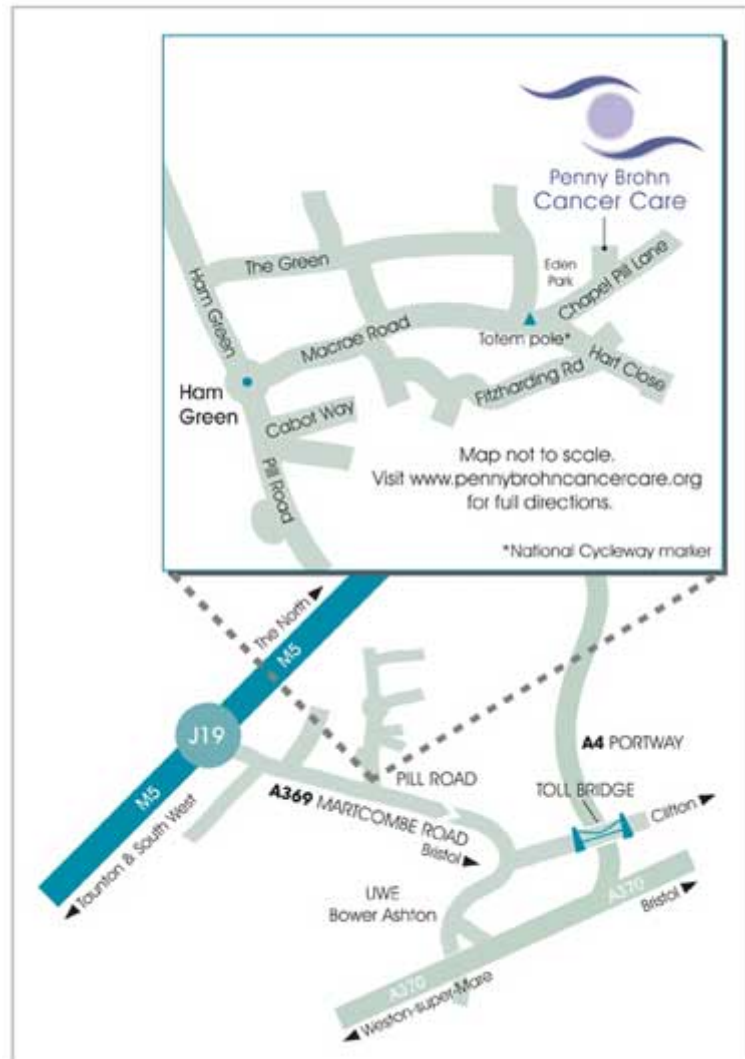 Penny Brohn
Cancer Care
The Green
Eden
Park
Chapel Pill Lane
Ham Green
Macrae Road
Totem pole*
Hart Close
Fitzharding Rd
Ham
Green
Cabot Way
Pill Road
Map not to scale.
Visit www.pennybrohncancercare.org
for full directions.
*National Cycleway marker
The North
M5
J19
M5
Taunton & South West
A369 MARTCOMBE ROAD
PILL ROAD
Bristol
A4 PORTWAY
TOLL BRIDGE
Clifton
UWE
Bower Ashton
A370
Bristol
A370
Weston-super-Mare